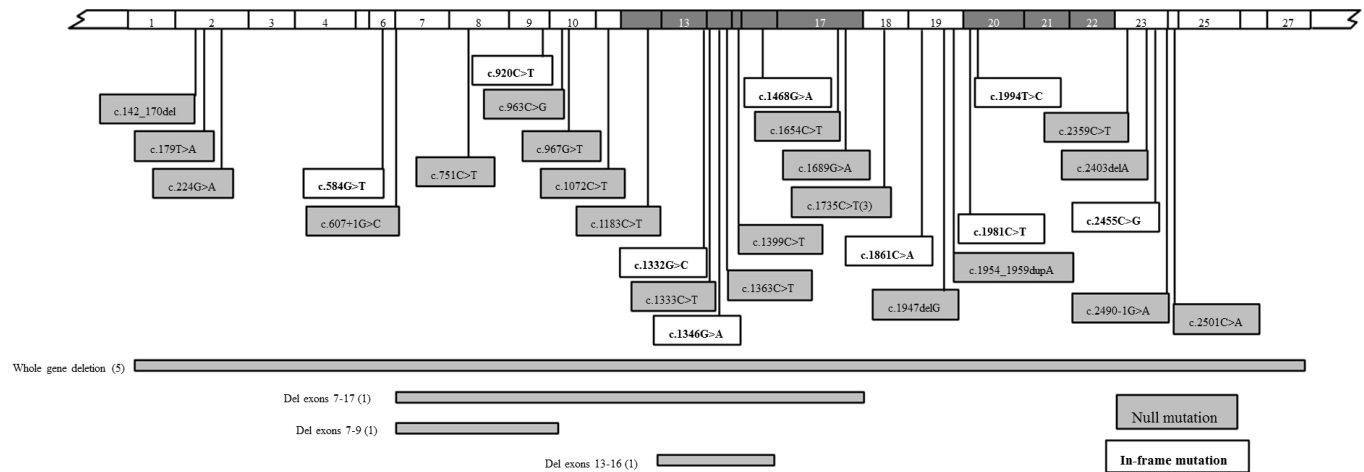 1 2 3 4 6 7 8 9 10 13 17 18 19 20 21 22 23 25 27
c.920C>T
c.1468G>A
c.1994T>C
c.142_170del
c.963C>G
c.1654C>T
c.2359C>T
c.179T>A
c.967G>T
c.1689G>A
c.2403delA
c.224G>A
c.584G>T
c.751C>T
c.1072C>T
c.1735C>T(3)
c.607+1G>C
c.1183C>T
c.1399C>T
c.1861C>A
c.1981C>T
c.2455C>G
c.1332G>C
c.1954_1959dupA
c.1333C>T
c.1363C>T
c.1947delG
c.2490-1G>A
c.2501C>A
c.1346G>A
Whole gene deletion (5)
Del exons 7-17 (1)
Null mutation
Del exons 7-9 (1)
In-frame mutation
Del exons 13-16 (1)